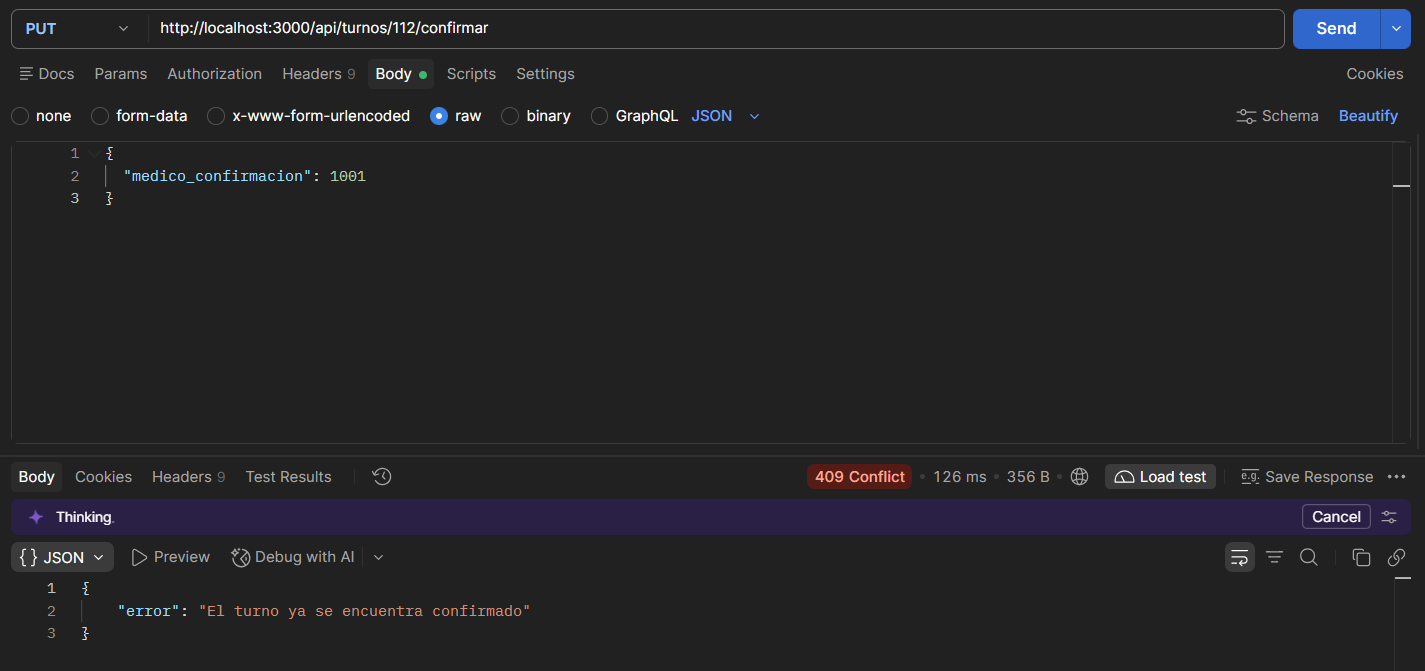 PUT http://localhost:3000/api/turnos/112/confirmar Send
Docs Params Authorization Headers 9 Body Scripts Settings Cookies
none form-data x-www-form-urlencoded raw binary GraphQL JSON Schema Beautify
1 {
2 "medico_confirmacion": 1001
3 }
Body Cookies Headers 9 Test Results 409 Conflict • 126 ms • 356 B • Load test e.g. Save Response
Thinking. Cancel
{} JSON Preview Debug with AI
1 {
2 "error": "El turno ya se encuentra confirmado"
3 }